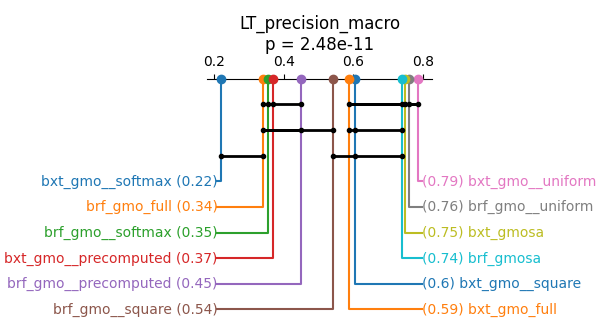 LT_precision_macro
p = 2.48e-11
0.2 0.4 0.6 0.8
bxt_gmo__softmax (0.22) (0.79) bxt_gmo__uniform
brf_gmo_full (0.34) (0.76) brf_gmo__uniform
brf_gmo__softmax (0.35) (0.75) bxt_gmosa
bxt_gmo__precomputed (0.37) (0.74) brf_gmosa
brf_gmo__precomputed (0.45) (0.6) bxt_gmo__square
brf_gmo__square (0.54) (0.59) bxt_gmo_full